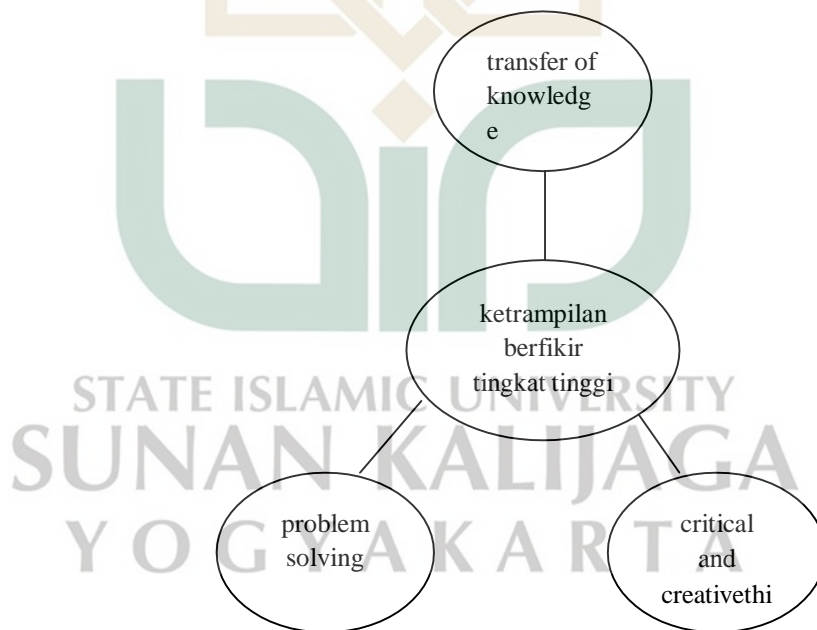 transfer of
knowledg
e
ketrampilan
berfikir
tingkat tinggi
STATE ISLAMIC UNIVERSITY
SUNAN KALIJAGA
YOGYAKARTA
problem
solving
critical
and
creativethi